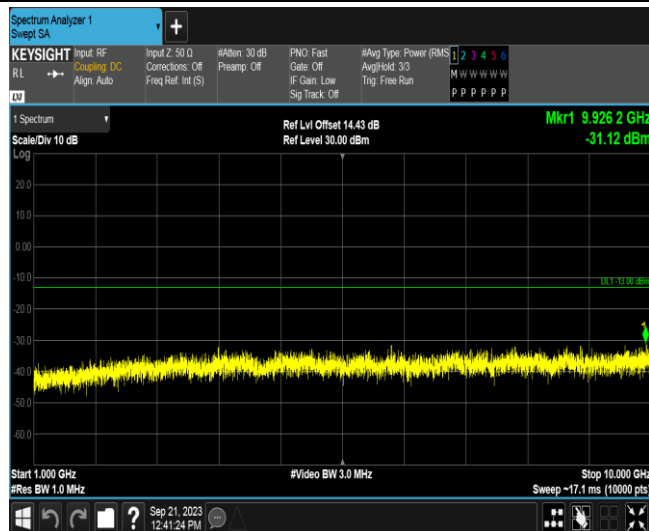 Spectrum Analyzer 1
Swept SA
KEYSIGHT
RL
LXI
Input: RF
Coupling: DC
Align: Auto
Input Z: 50 Ω
Corrections: Off
Freq Ref: Int (S)
#Atten: 30 dB
Preamp: Off
PNO: Fast
Gate: Off
IF Gain: Low
Sig Track: Off
#Avg Type: Power (RMS
Avg|Hold: 3/3
Trig: Free Run
1 2 3 4 5 6
M W W W W W
P P P P P P
1 Spectrum
Scale/Div 10 dB
Ref Lvl Offset 14.43 dB
Ref Level 30.00 dBm
Mkr1 9.926 2 GHz
-31.12 dBm
Log
20.0
10.0
0.00
-10.0
DL1 -13.00 dBm
-20.0
-30.0
1
-40.0
-50.0
-60.0
Start 1.000 GHz
#Video BW 3.0 MHz
Stop 10.000 GHz
#Res BW 1.0 MHz
Sweep ~17.1 ms (10000 pts)
?
Sep 21, 2023
12:41:24 PM